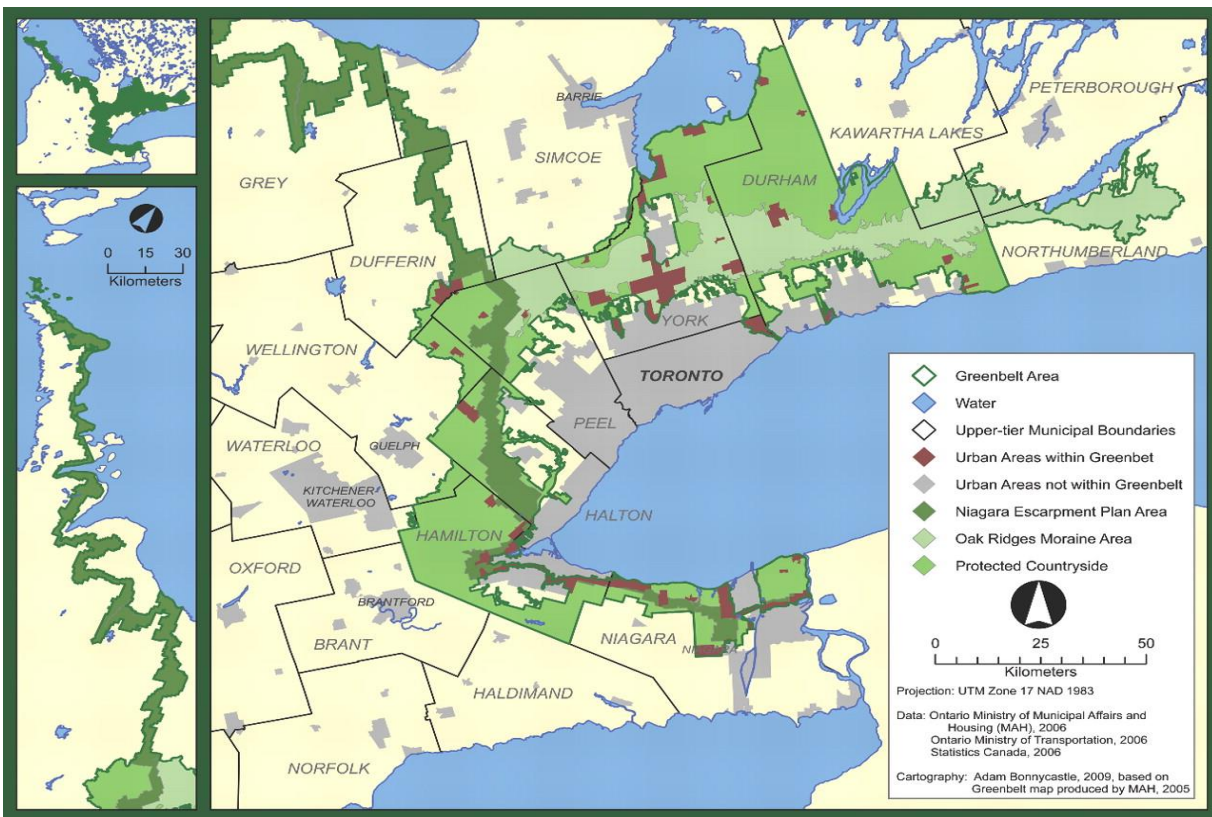 0 15 30
Kilometers
BARRIE
PETERBOROUGH
KAWARTHA LAKES
SIMCOE
GREY
DURHAM
NORTHUMBERLAND
DUFFERIN
YORK
WELLINGTON
TORONTO
PEEL
WATERLOO
GUELPH
KITCHENER
WATERLOO
HALTON
HAMILTON
OXFORD
BRANTFORD
BRANT
NIAGARA
HALDIMAND
NORFOLK
Greenbelt Area
Water
Upper-tier Municipal Boundaries
Urban Areas within Greenbet
Urban Areas not within Greenbelt
Niagara Escarpment Plan Area
Oak Ridges Moraine Area
Protected Countryside
0 25 50
Kilometers
Projection: UTM Zone 17 NAD 1983
Data: Ontario Ministry of Municipal Affairs and
Housing (MAH), 2006
Ontario Ministry of Transportation, 2006
Statistics Canada, 2006
Cartography: Adam Bonnycastle, 2009, based on
Greenbelt map produced by MAH, 2005